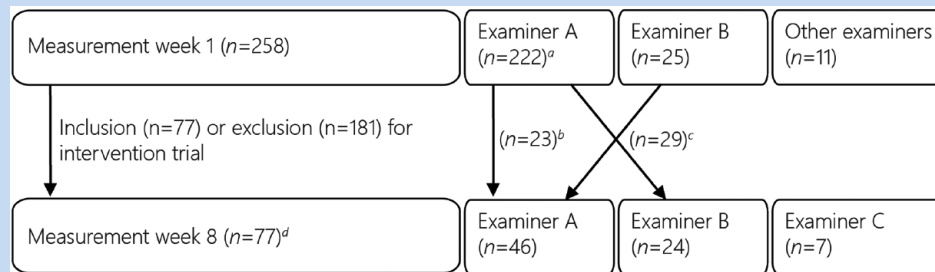 Measurement week 1 (n=258)
Examiner A
(n=222)a
Examiner B
(n=25)
Other examiners
(n=11)
Inclusion (n=77) or exclusion (n=181) for
intervention trial
(n=23)b
(n=29)c
Measurement week 8 (n=77)d
Examiner A
(n=46)
Examiner B
(n=24)
Examiner C
(n=7)